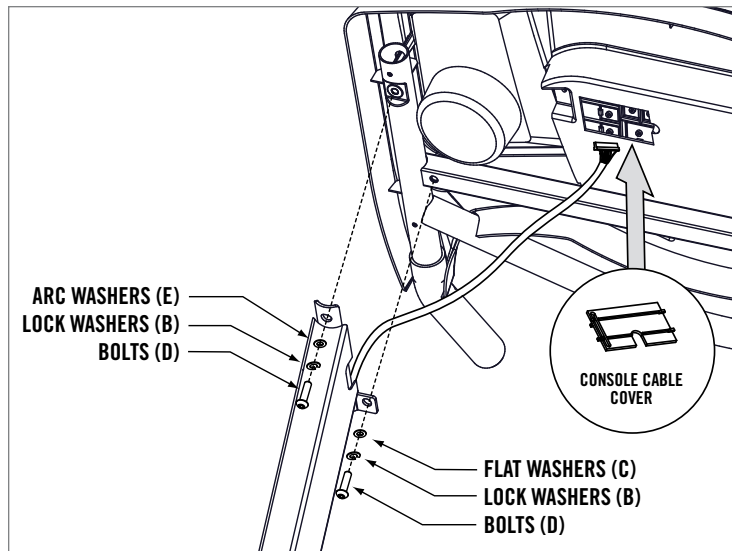 ARC WASHERS (E)
LOCK WASHERS (B)
BOLTS (D)
CONSOLE CABLE
COVER
FLAT WASHERS (C)
LOCK WASHERS (B)
BOLTS (D)